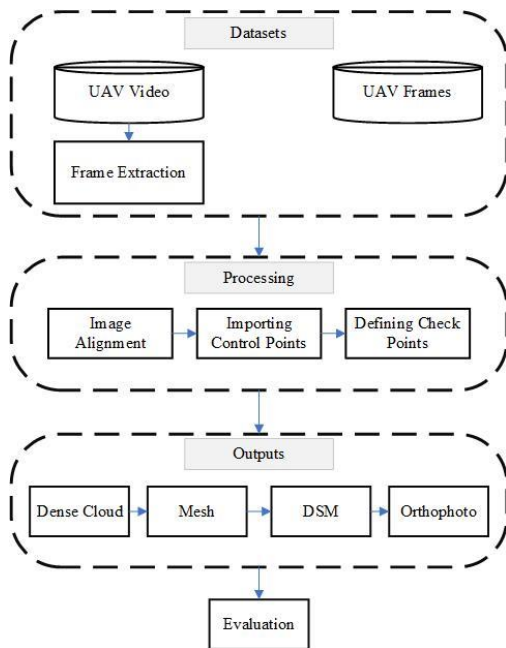 Datasets
UAV Video
UAV Frames
Frame Extraction
Processing
Image
Alignment
Importing
Control Points
Defining Check
Points
Outputs
Dense Cloud
Mesh
DSM
Orthophoto
Evaluation